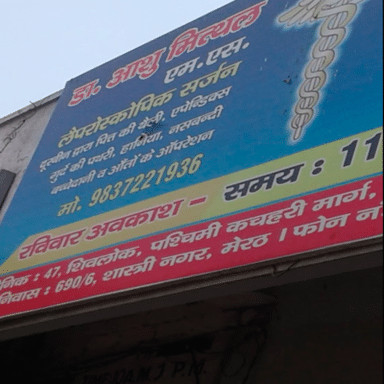 डा. आशु मित्थल
एम.एस.
लैपरोस्कोपिक सर्जन
दूरबीन द्वारा पित्त की थैली, एपेन्डिक्स
गुर्दे की पथरी, हार्निया, नसबन्दी
बच्चेदानी व आँतों के ऑपरेशन
मो. 9837221936
रविवार अवकाश - समय : 11
निक : 47, शिवलोक, पश्चिमी कचहरी मार्ग,
निवास : 690/6, शास्त्री नगर, मेरठ । फोन नं